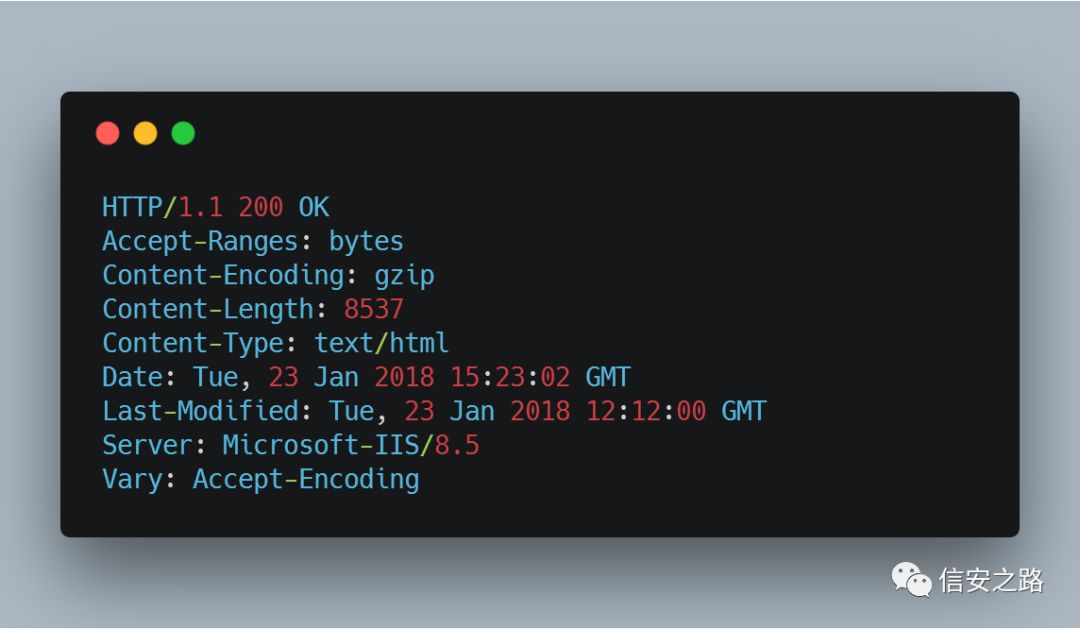 HTTP/1.1 200 OK
Accept-Ranges: bytes
Content-Encoding: gzip
Content-Length: 8537
Content-Type: text/html
Date: Tue, 23 Jan 2018 15:23:02 GMT
Last-Modified: Tue, 23 Jan 2018 12:12:00 GMT
Server: Microsoft-IIS/8.5
Vary: Accept-Encoding
信安之路